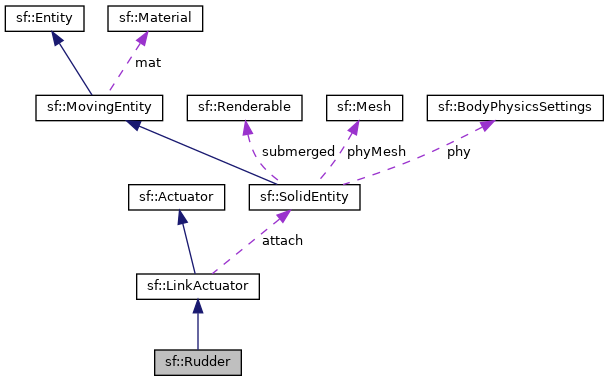 sf::Entity
sf::Material
mat
sf::MovingEntity
sf::Renderable
sf::Mesh
sf::BodyPhysicsSettings
submerged
phyMesh
phy
sf::Actuator
sf::SolidEntity
attach
sf::LinkActuator
sf::Rudder